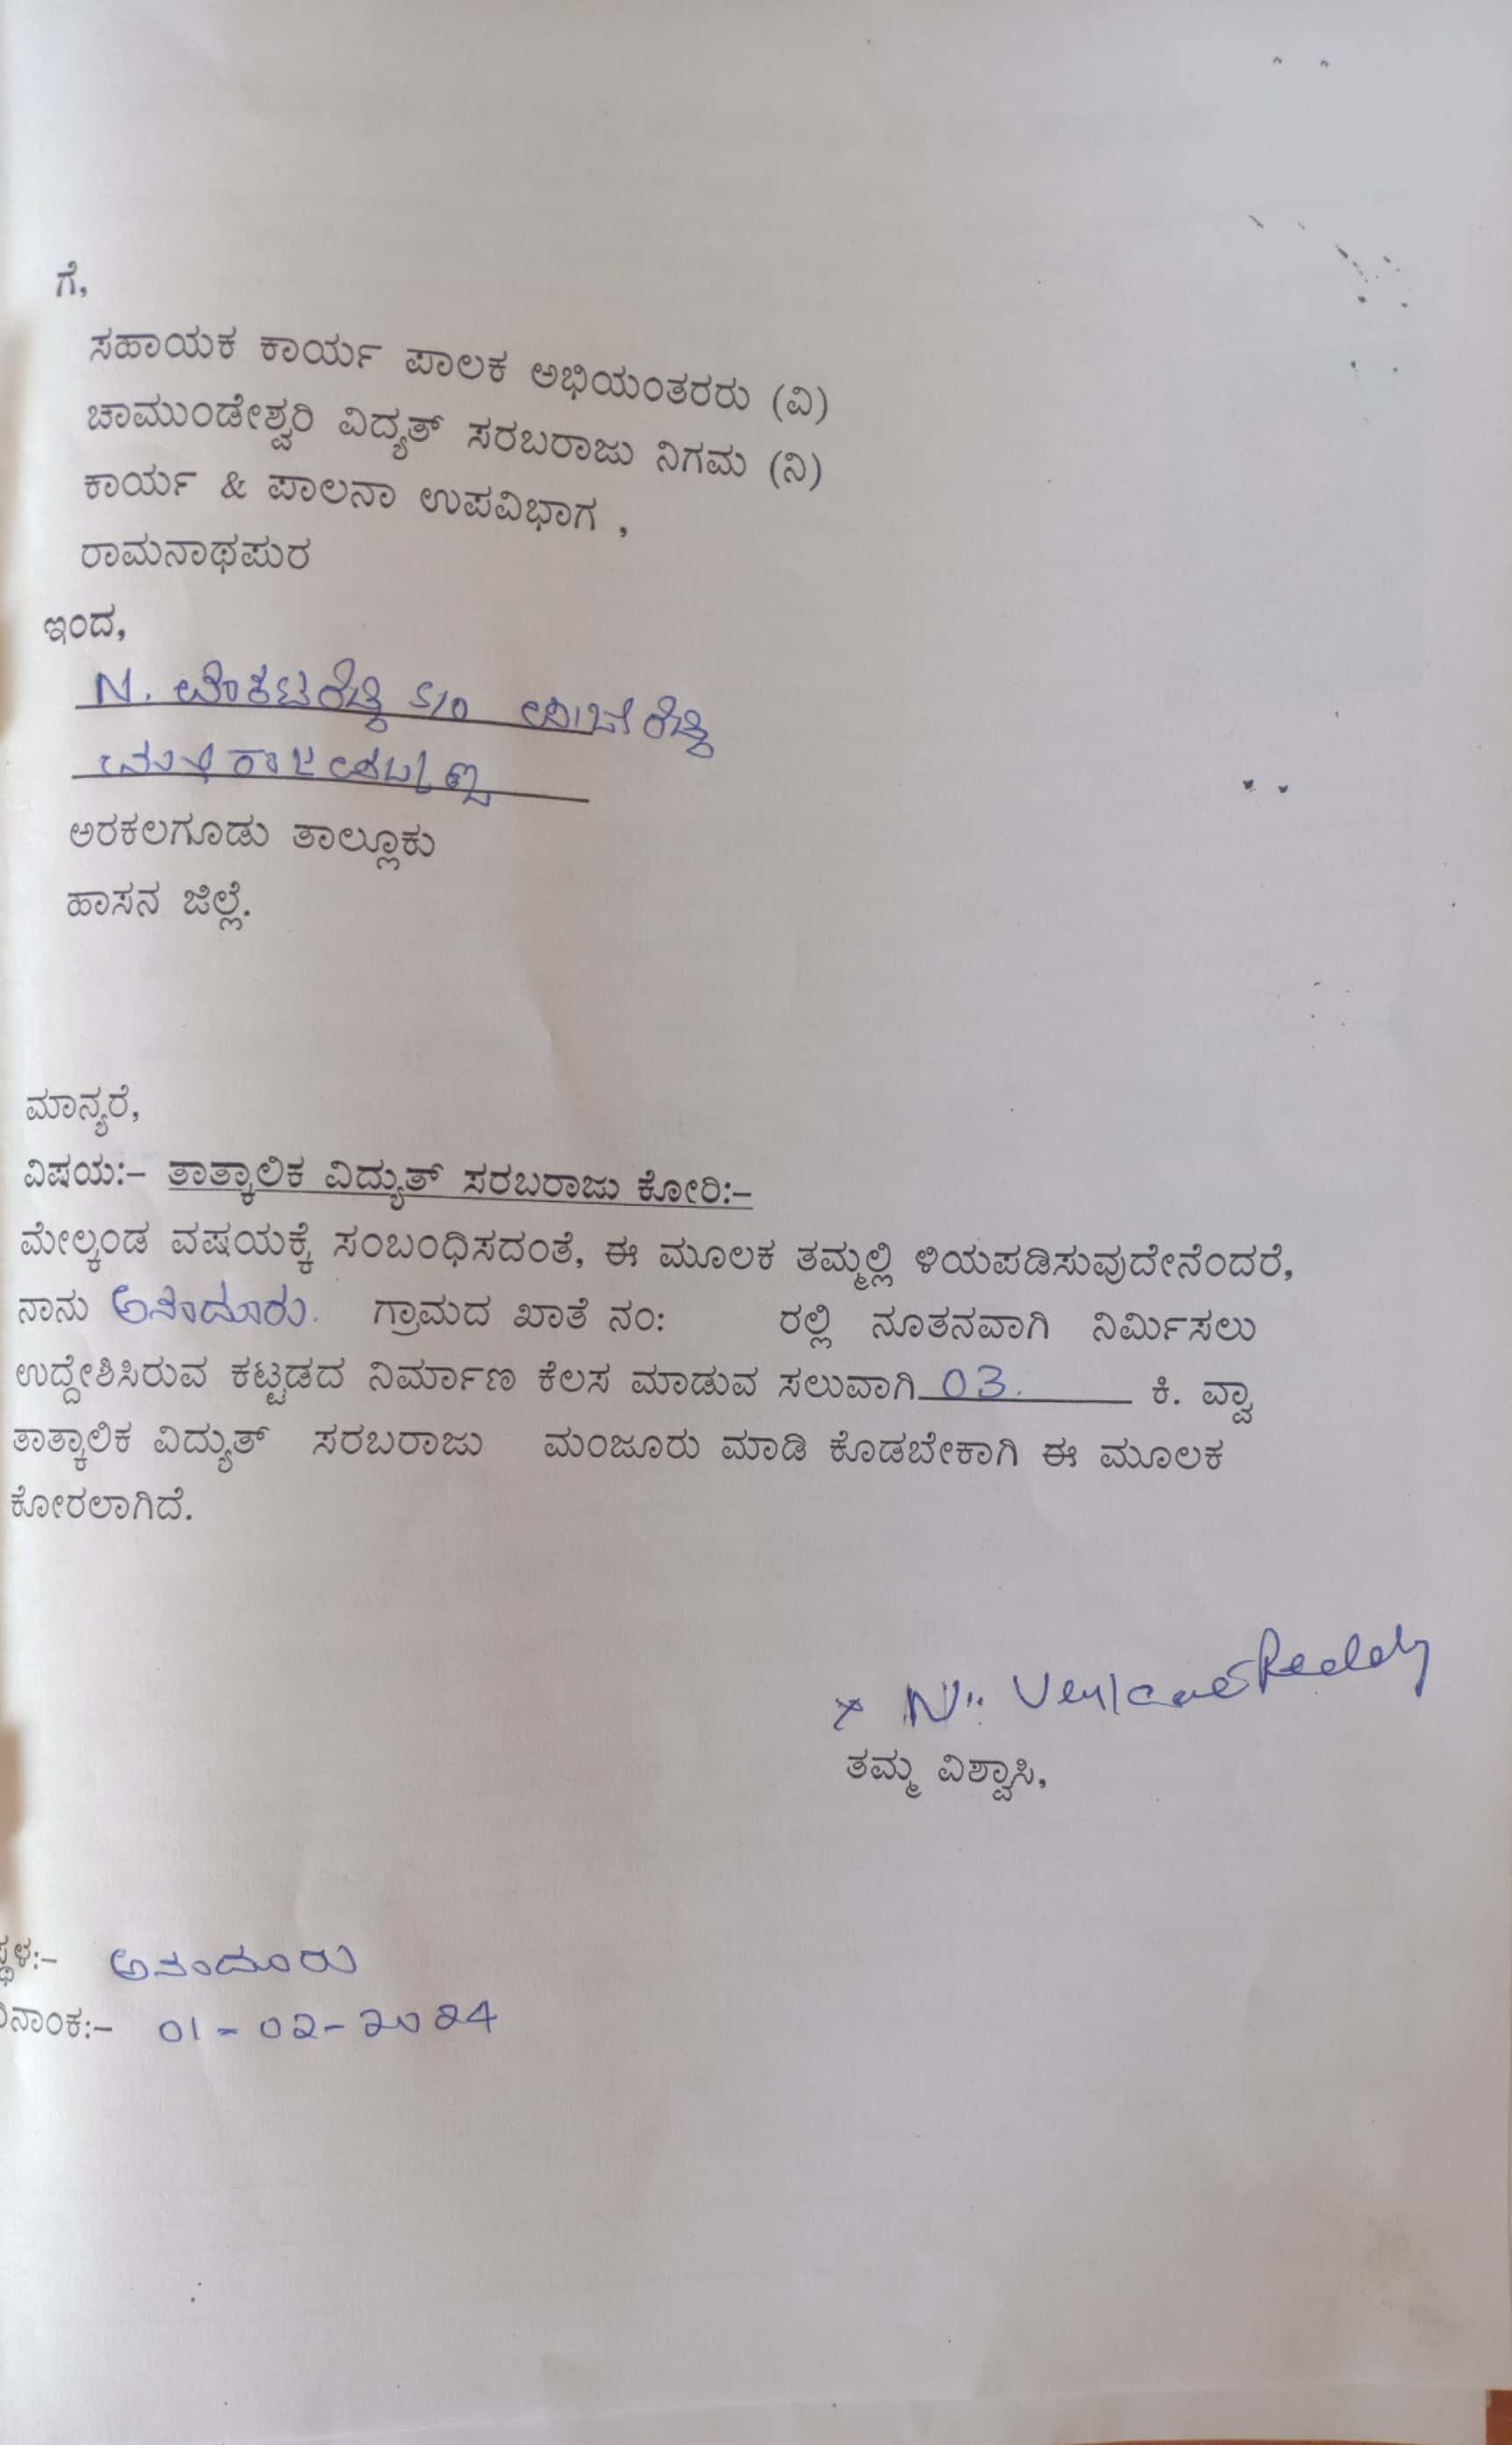 ಗೆ,
ಸಹಾಯಕ ಕಾರ್ಯ ಪಾಲಕ ಅಭಿಯಂತರರು (ವಿ)
ಚಾಮುಂಡೇಶ್ವರಿ ವಿದ್ಯತ್ ಸರಬರಾಜು ನಿಗಮ (ನಿ)
ಕಾರ್ಯ & ಪಾಲನಾ ಉಪವಿಭಾಗ ,
ರಾಮನಾಥಪುರ
ಇಂದ,
N. ವೆಂಕಟರೆಡ್ಡಿ S/o ರೆಡ್ಡಿ
ಅರಕಲಗೂಡು ತಾಲ್ಲೂಕು
ಹಾಸನ ಜಿಲ್ಲೆ.
ಮಾನ್ಯರೆ,
ವಿಷಯ:– ತಾತ್ಕಾಲಿಕ ವಿದ್ಯುತ್ ಸರಬರಾಜು ಕೋರಿ:–
ಮೇಲ್ಕಂಡ ವಷಯಕ್ಕೆ ಸಂಬಂಧಿಸದಂತೆ, ಈ ಮೂಲಕ ತಮ್ಮಲ್ಲಿ ಳಿಯಪಡಿಸುವುದೇನೆಂದರೆ,
ನಾನು ಗ್ರಾಮದ ಖಾತೆ ನಂ: ರಲ್ಲಿ ನೂತನವಾಗಿ ನಿರ್ಮಿಸಲು
ಉದ್ದೇಶಿಸಿರುವ ಕಟ್ಟಡದ ನಿರ್ಮಾಣ ಕೆಲಸ ಮಾಡುವ ಸಲುವಾಗಿ 03. ಕಿ. ವ್ವಾ
ತಾತ್ಕಾಲಿಕ ವಿದ್ಯುತ್ ಸರಬರಾಜು ಮಂಜೂರು ಮಾಡಿ ಕೊಡಬೇಕಾಗಿ ಈ ಮೂಲಕ
ಕೋರಲಾಗಿದೆ.
x N. Venkat Reddy
ತಮ್ಮ ವಿಶ್ವಾಸಿ,
ಸ್ಥಳ:–
ದಿನಾಂಕ:– 01-02-2024